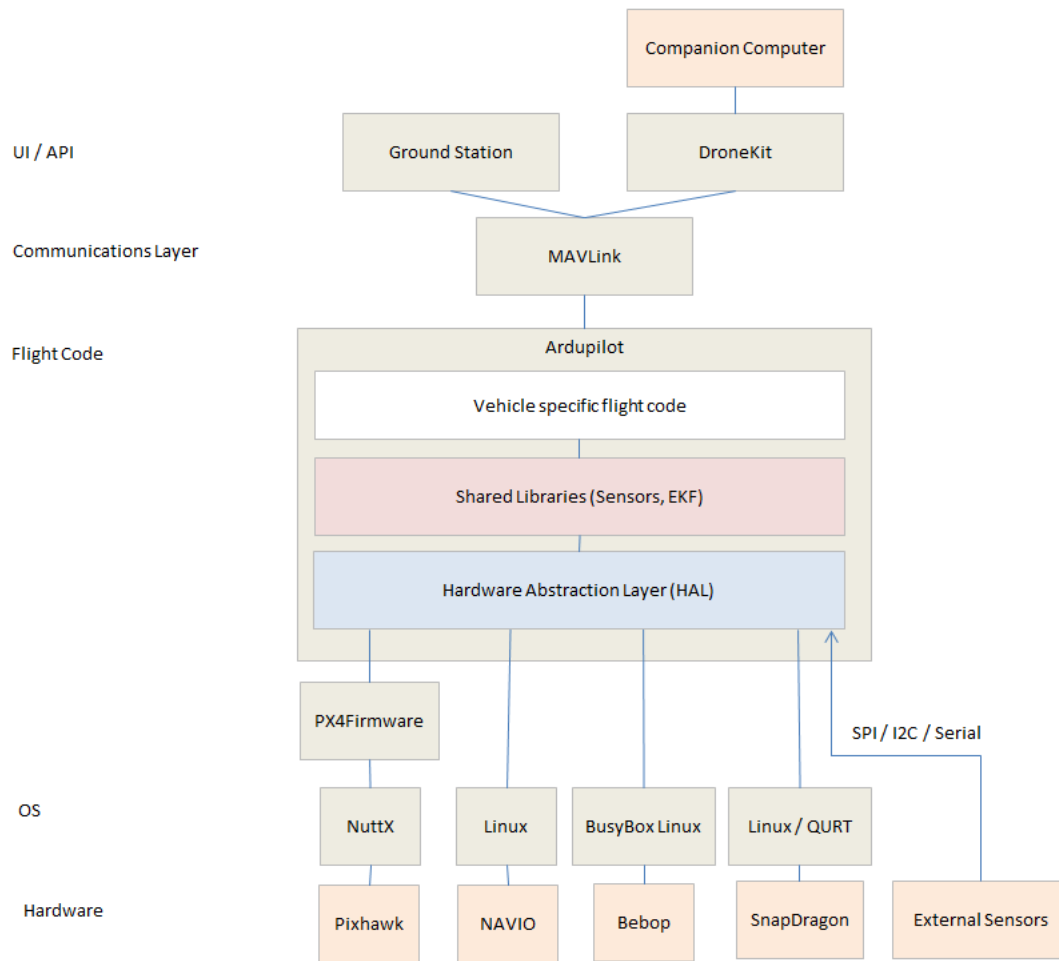 Companion Computer
UI / API
Ground Station
DroneKit
Communications Layer
MAVLink
Flight Code
Ardupilot
Vehicle specific flight code
Shared Libraries (Sensors, EKF)
Hardware Abstraction Layer (HAL)
PX4Firmware
SPI / I2C / Serial
OS
NuttX
Linux
BusyBox Linux
Linux / QURT
Hardware
Pixhawk
NAVIO
Bebop
SnapDragon
External Sensors